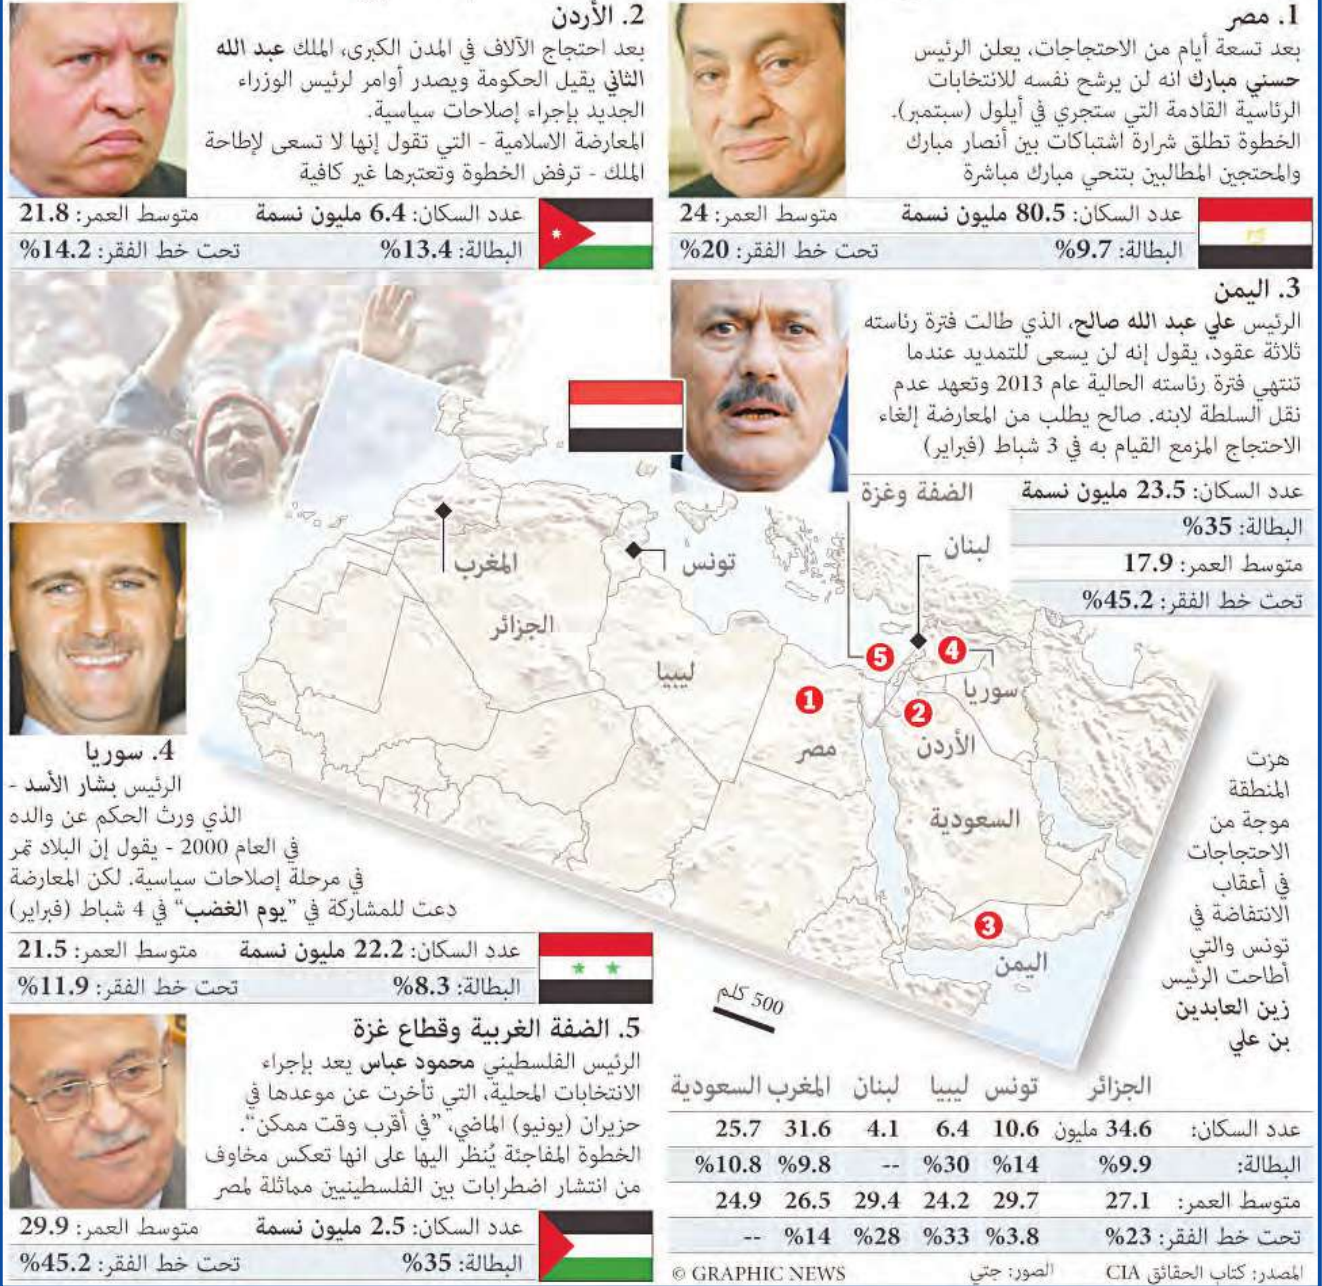 1. مصر
بعد تسعة أيام من الاحتجاجات، يعلن الرئيس
حسني مبارك انه لن يرشح نفسه للانتخابات
الرئاسية القادمة التي ستجري في أيلول (سبتمبر).
الخطوة تطلق شرارة اشتباكات بين أنصار مبارك
والمحتجين المطالبين بتنحي مبارك مباشرة
عدد السكان: 80.5 مليون نسمة متوسط العمر: 24
البطالة: 9.7% تحت خط الفقر: 20%
2. الأردن
بعد احتجاج الآلاف في المدن الكبرى، الملك عبد الله
الثاني يقيل الحكومة ويصدر أوامر لرئيس الوزراء
الجديد بإجراء إصلاحات سياسية.
المعارضة الاسلامية - التي تقول إنها لا تسعى لإطاحة
الملك - ترفض الخطوة وتعتبرها غير كافية
عدد السكان: 6.4 مليون نسمة متوسط العمر: 21.8
البطالة: 13.4% تحت خط الفقر: 14.2%
3. اليمن
الرئيس علي عبد الله صالح، الذي طالت فترة رئاسته
ثلاثة عقود، يقول إنه لن يسعى للتمديد عندما
تنتهي فترة رئاسته الحالية عام 2013 وتعهد عدم
نقل السلطة لابنه. صالح يطلب من المعارضة إلغاء
الاحتجاج المزمع القيام به في 3 شباط (فبراير)
عدد السكان: 23.5 مليون نسمة
البطالة: 35%
متوسط العمر: 17.9
تحت خط الفقر: 45.2%
الضفة وغزة
لبنان
تونس
المغرب
الجزائر
ليبيا
5
4
سوريا
1
مصر
2
الأردن
السعودية
3
اليمن
500 كلم
هزت
المنطقة
موجة من
الاحتجاجات
في أعقاب
الانتفاضة في
تونس والتي
أطاحت الرئيس
زين العابدين
بن علي
4. سوريا
الرئيس بشار الأسد -
الذي ورث الحكم عن والده
في العام 2000 - يقول إن البلاد تمر
في مرحلة إصلاحات سياسية. لكن المعارضة
دعت للمشاركة في "يوم الغضب" في 4 شباط (فبراير)
عدد السكان: 22.2 مليون نسمة متوسط العمر: 21.5
البطالة: 8.3% تحت خط الفقر: 11.9%
5. الضفة الغربية وقطاع غزة
الرئيس الفلسطيني محمود عباس يعد بإجراء
الانتخابات المحلية، التي تأخرت عن موعدها في
حزيران (يونيو) الماضي، "في أقرب وقت ممكن".
الخطوة المفاجئة يُنظر اليها على انها تعكس مخاوف
من انتشار اضطرابات بين الفلسطينيين مماثلة لمصر
عدد السكان: 2.5 مليون نسمة متوسط العمر: 29.9
البطالة: 35% تحت خط الفقر: 45.2%
الجزائر تونس ليبيا لبنان المغرب السعودية
عدد السكان: 34.6 مليون 10.6 6.4 4.1 31.6 25.7
البطالة: 9.9% 14% 30% -- 9.8% 10.8%
متوسط العمر: 27.1 29.7 24.2 29.4 26.5 24.9
تحت خط الفقر: 23% 3.8% 33% 28% 14% --
المصدر: كتاب الحقائق CIA الصور: جتي © GRAPHIC NEWS